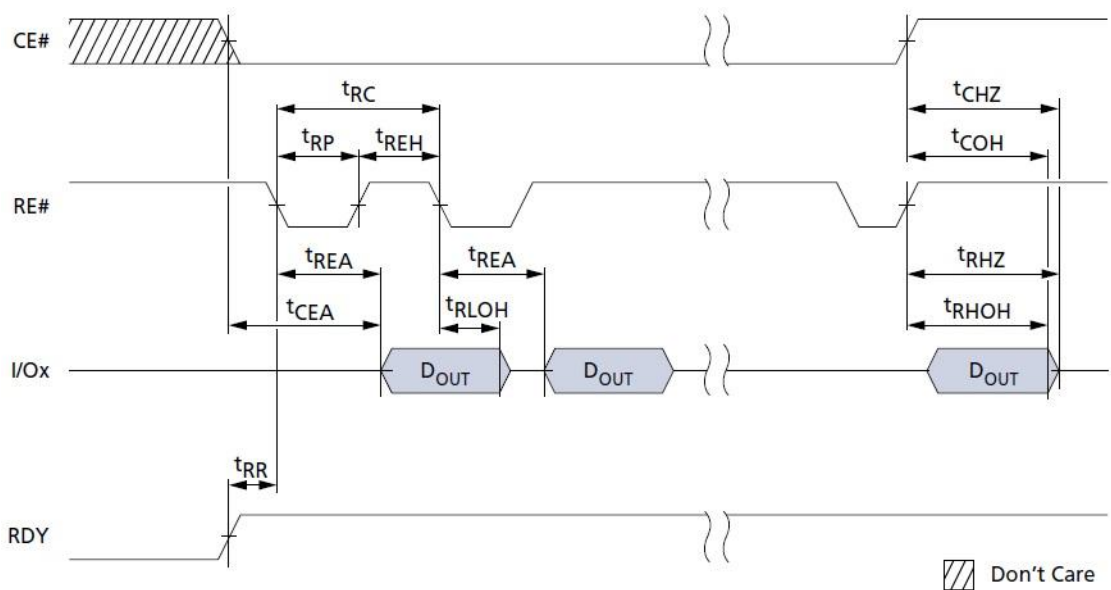 CE#
tRC
tCHZ
tRP
tREH
tCOH
RE#
tREA
tREA
tRHZ
tCEA
tRLOH
tRHOH
I/Ox
DOUT
DOUT
DOUT
tRR
RDY
Don't Care